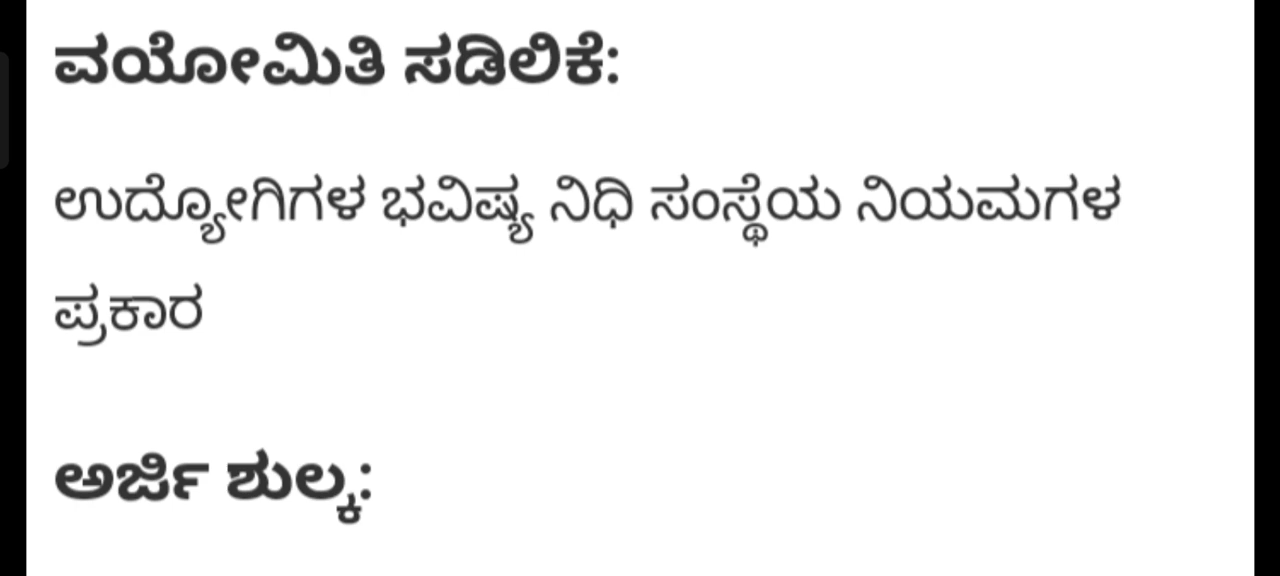 ವಯೋಮಿತಿ ಸಡಿಲಿಕೆ:
ಉದ್ಯೋಗಿಗಳ ಭವಿಷ್ಯ ನಿಧಿ ಸಂಸ್ಥೆಯ ನಿಯಮಗಳ
ಪ್ರಕಾರ
ಅರ್ಜಿ ಶುಲ್ಕ: